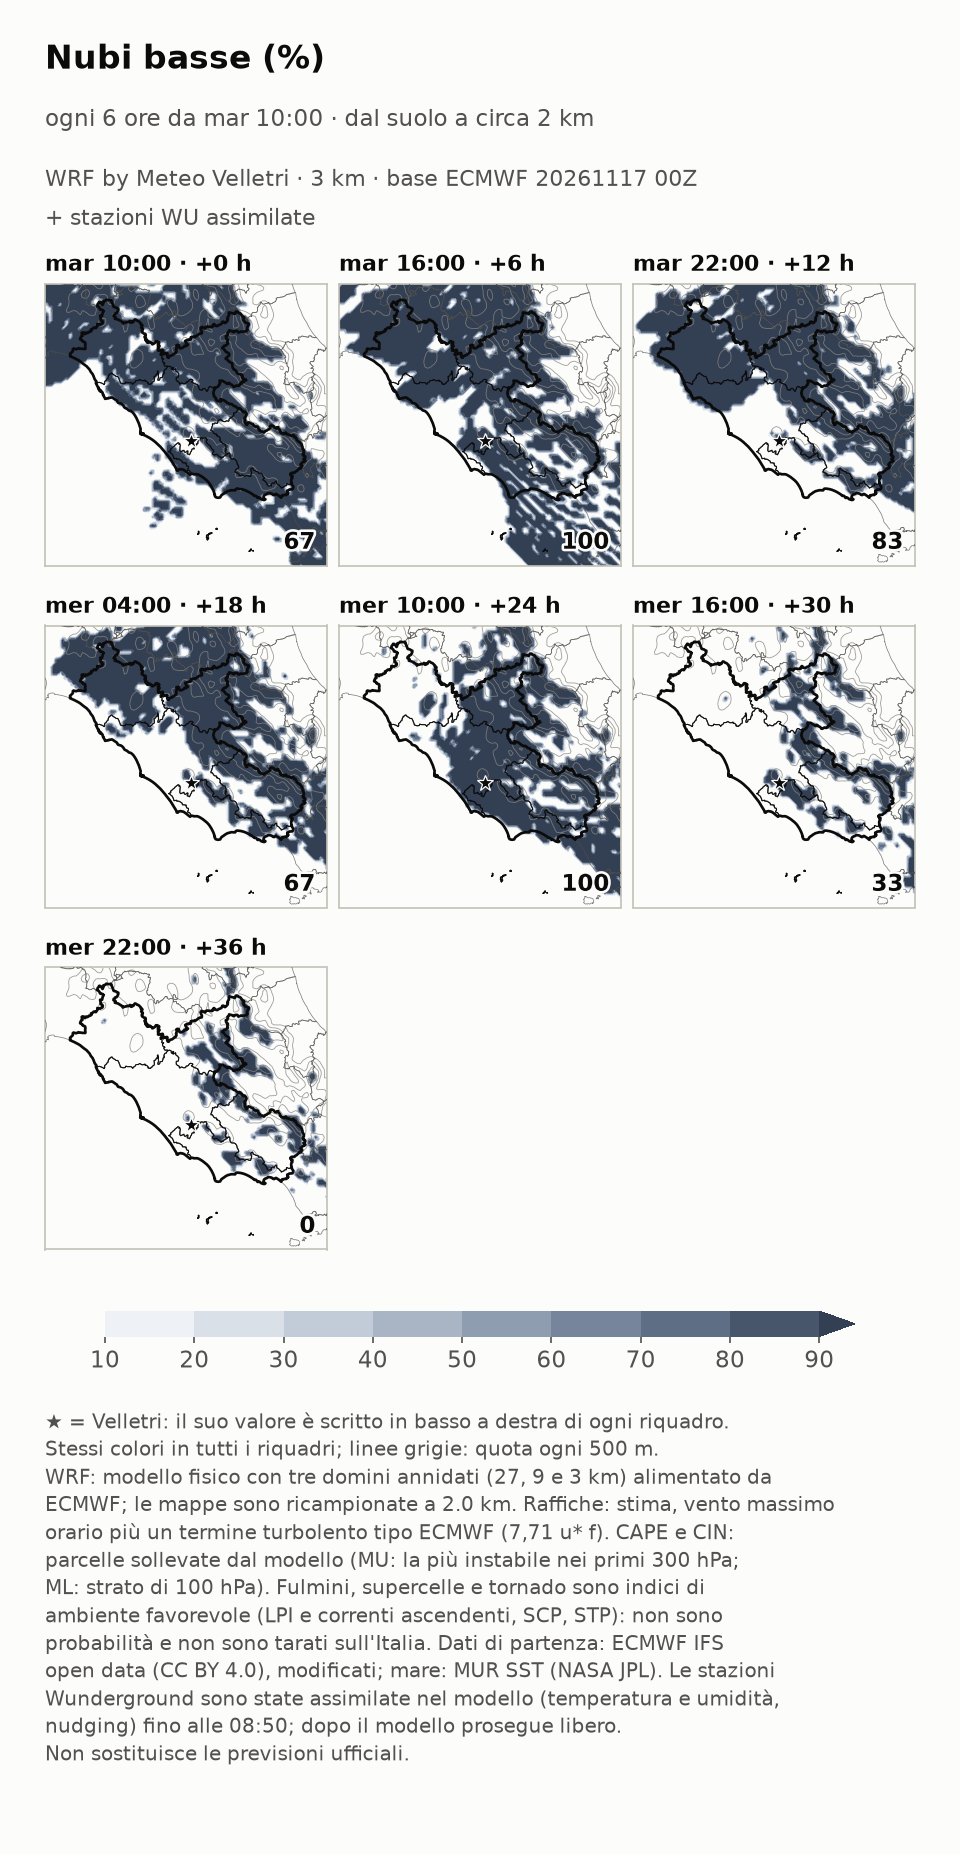 Nubi basse (%)
ogni 6 ore da mar 10:00 · dal suolo a circa 2 km
WRF by Meteo Velletri · 3 km · base ECMWF 20261117 00Z
+ stazioni WU assimilate
mar 10:00 · +0 h
mar 16:00 · +6 h
mar 22:00 · +12 h
67
100
83
mer 04:00 · +18 h
mer 10:00 · +24 h
mer 16:00 · +30 h
67
100
33
mer 22:00 · +36 h
0
10 20 30 40 50 60 70 80 90
★ = Velletri: il suo valore è scritto in basso a destra di ogni riquadro.
Stessi colori in tutti i riquadri; linee grigie: quota ogni 500 m.
WRF: modello fisico con tre domini annidati (27, 9 e 3 km) alimentato da
ECMWF; le mappe sono ricampionate a 2.0 km. Raffiche: stima, vento massimo
orario più un termine turbolento tipo ECMWF (7,71 u* f). CAPE e CIN:
parcelle sollevate dal modello (MU: la più instabile nei primi 300 hPa;
ML: strato di 100 hPa). Fulmini, supercelle e tornado sono indici di
ambiente favorevole (LPI e correnti ascendenti, SCP, STP): non sono
probabilità e non sono tarati sull'Italia. Dati di partenza: ECMWF IFS
open data (CC BY 4.0), modificati; mare: MUR SST (NASA JPL). Le stazioni
Wunderground sono state assimilate nel modello (temperatura e umidità,
nudging) fino alle 08:50; dopo il modello prosegue libero.
Non sostituisce le previsioni ufficiali.